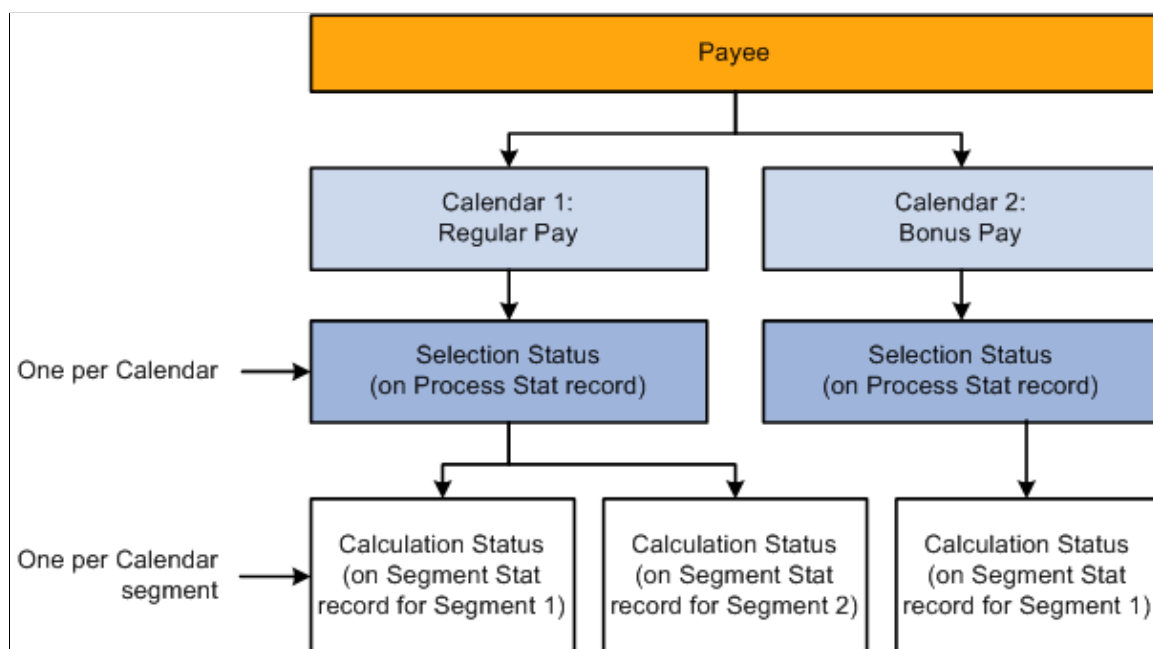 Payee
Calendar 1:
Regular Pay
Calendar 2:
Bonus Pay
One per Calendar
Selection Status
(on Process Stat record)
Selection Status
(on Process Stat record)
One per Calendar
segment
Calculation Status
(on Segment Stat
record for Segment 1)
Calculation Status
(on Segment Stat
record for Segment 2)
Calculation Status
(on Segment Stat
record for Segment 1)